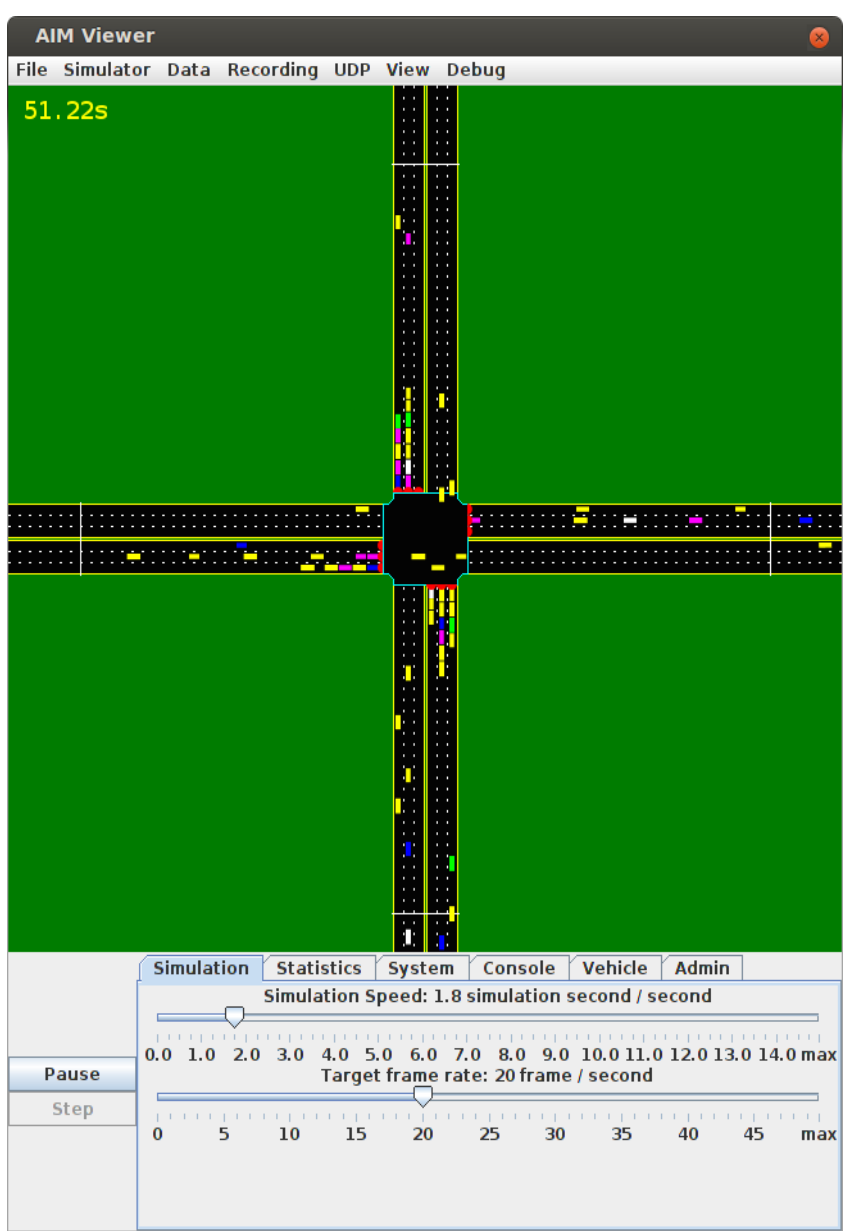 AIM Viewer
File Simulator Data Recording UDP View Debug
51.22s
Simulation Statistics System Console Vehicle Admin
Simulation Speed: 1.8 simulation second / second
0.0 1.0 2.0 3.0 4.0 5.0 6.0 7.0 8.0 9.0 10.0 11.0 12.0 13.0 14.0 max
Pause
Target frame rate: 20 frame / second
Step
0 5 10 15 20 25 30 35 40 45 max